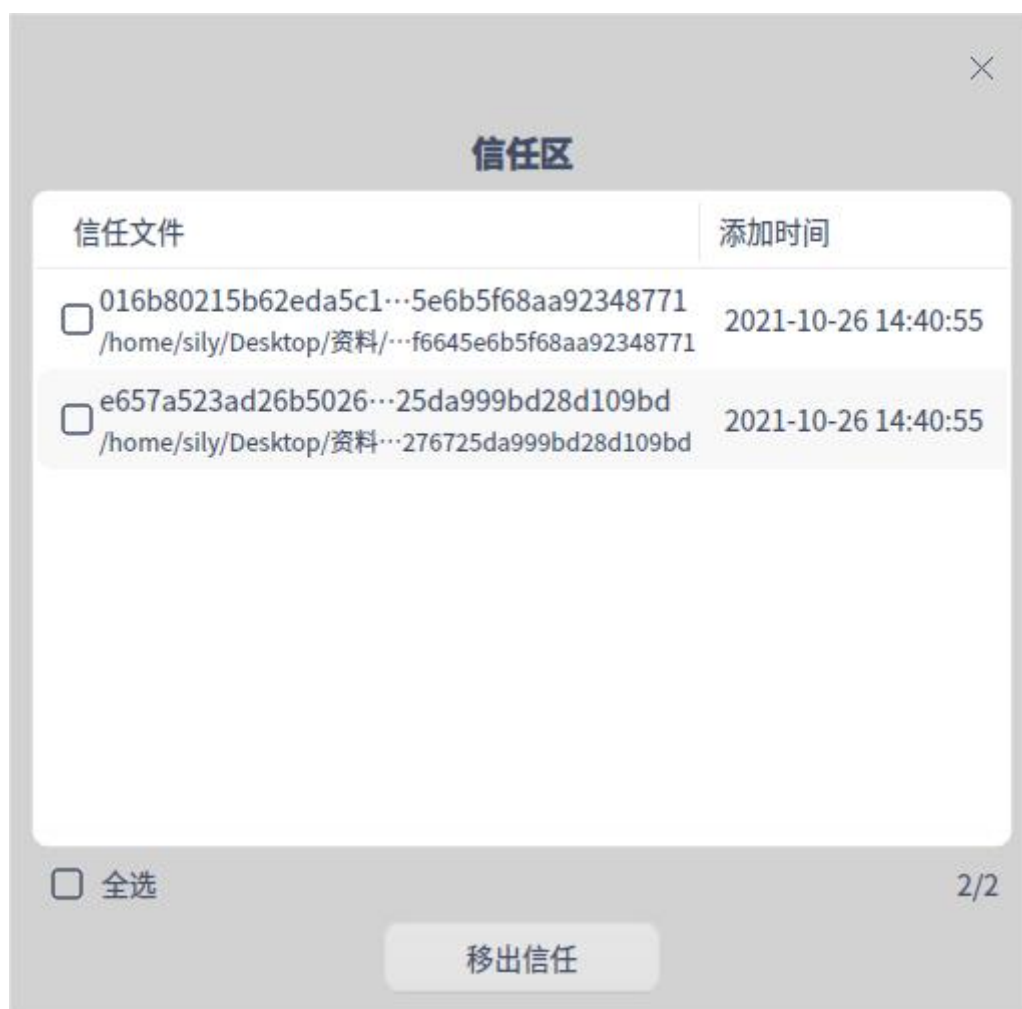 信任区
信任文件 添加时间
016b80215b62eda5c1···5e6b5f68aa92348771
/home/sily/Desktop/资料/···f6645e6b5f68aa92348771
2021-10-26 14:40:55
e657a523ad26b5026···25da999bd28d109bd
/home/sily/Desktop/资料···276725da999bd28d109bd
2021-10-26 14:40:55
全选 2/2
移出信任